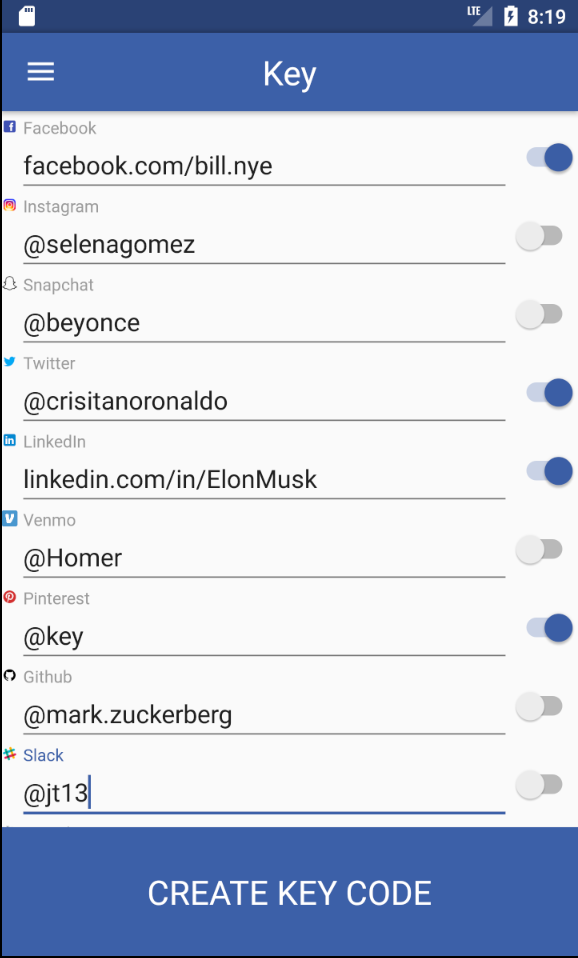 LTE 8:19
Key
Facebook
facebook.com/bill.nye
Instagram
@selenagomez
Snapchat
@beyonce
Twitter
@crisitanoronaldo
LinkedIn
linkedin.com/in/ElonMusk
Venmo
@Homer
Pinterest
@key
Github
@mark.zuckerberg
Slack
@jt13
CREATE KEY CODE